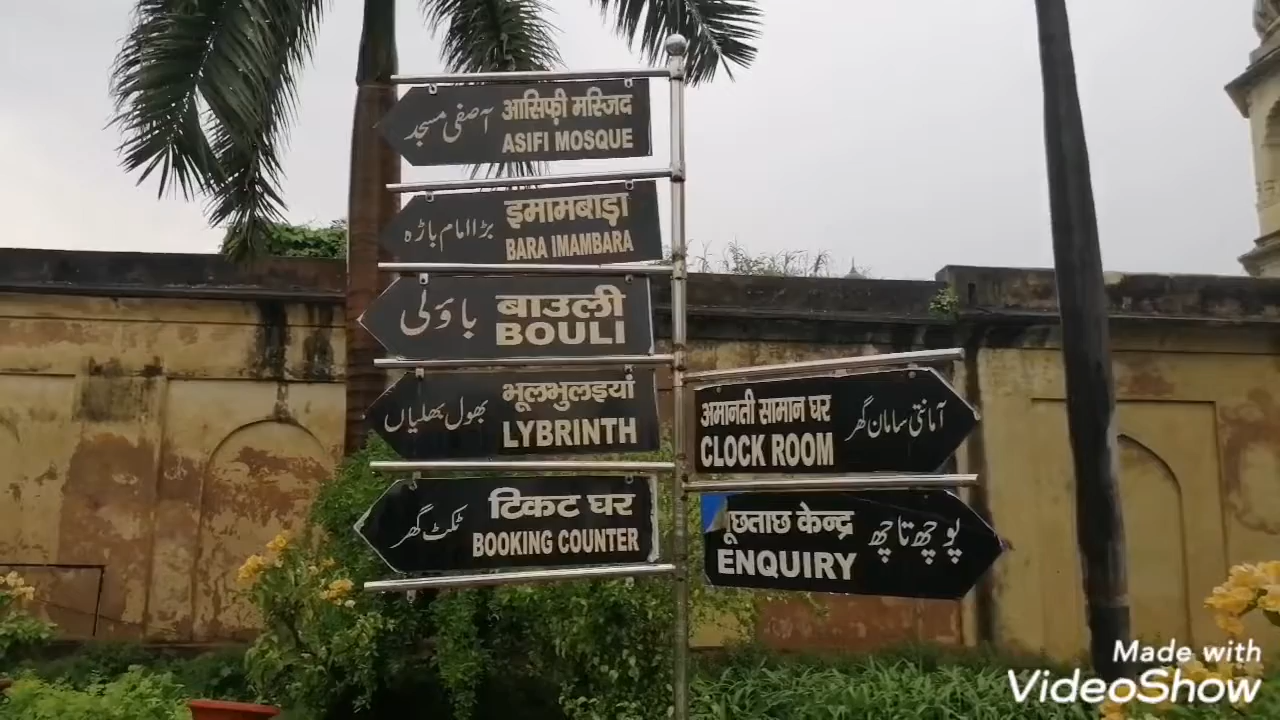 آصفی مسجد
आसिफ़ी मस्जिद
ASIFI MOSQUE
بڑا امام باڑہ
इमामबाड़ा
BARA IMAMBARA
باؤلی
बाउली
BOULI
بھول بھلیاں
भूलभुलइयाँ
LYBRINTH
ٹکٹ گھر
टिकट घर
BOOKING COUNTER
अमानती सामान घर
CLOCK ROOM
آمانتی سامان گھر
छताछ केन्द्र
ENQUIRY
پوچھ تاچھ
Made with
VideoShow